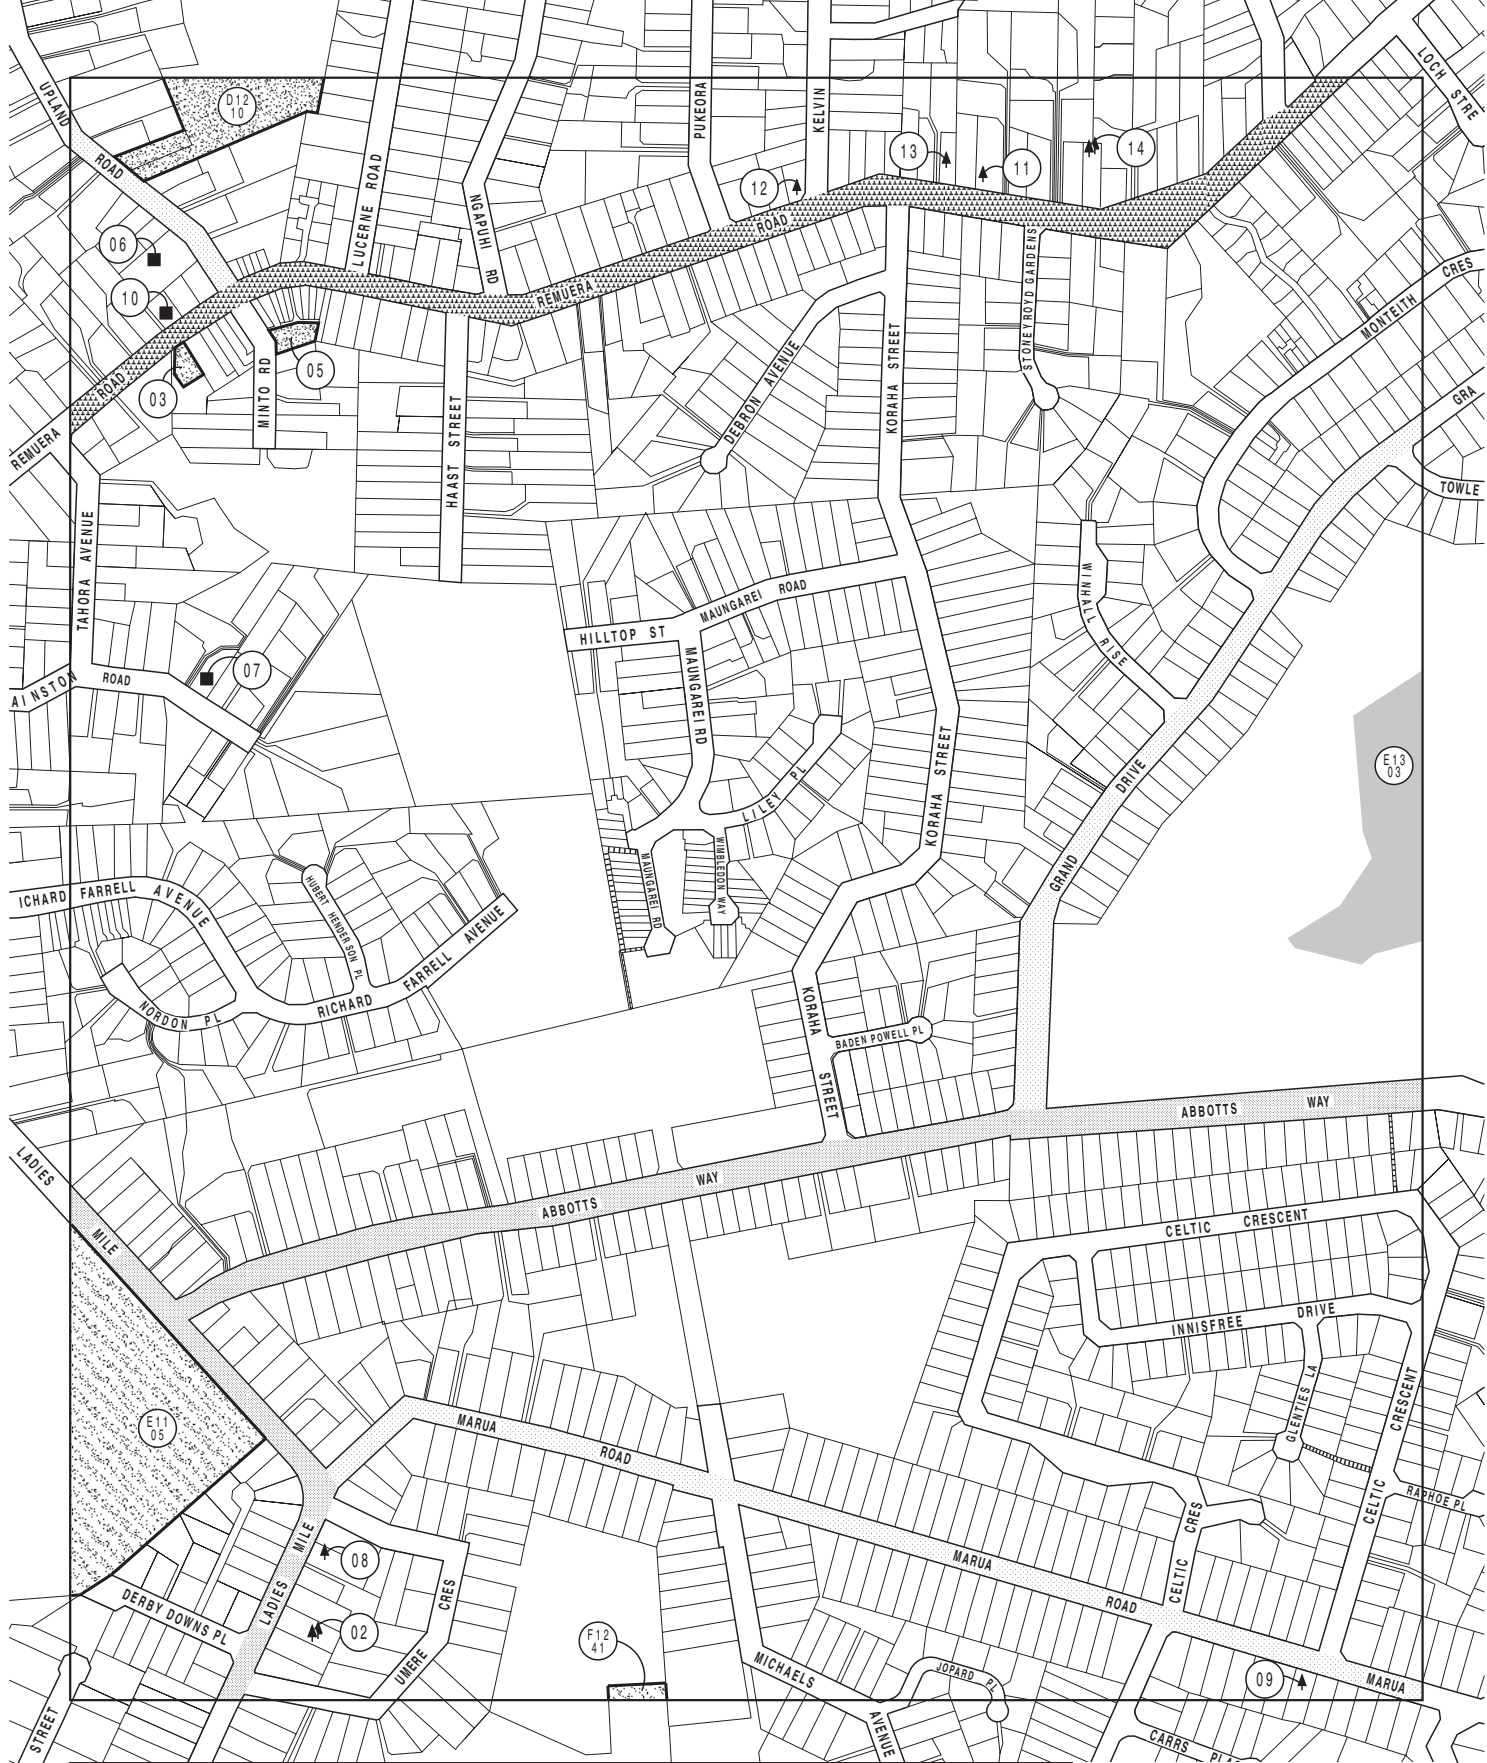 LOCH STRE
UPLAND
ROAD
D12
10
PUKEORA
KELVIN
13
11
14
12
LUCERNE ROAD
NGAPUHI
RD
06
10
REMUERA
ROAD
STONEYROYD GARDENS
MONTEITH
CRES
05
03
ROAD
REMUERA
MINTO RD
HAAST STREET
DEBRON AVENUE
KORAHA STREET
GRA
TOWLE
TAHORA AVENUE
WINHALL RISE
MAUNGAREI ROAD
HILLTOP ST
MAUNGAREI RD
07
AINSTON
ROAD
E13
03
KORAHA STREET
LILEY PL
DRIVE
GRAND
WIMBLEDON WAY
MAUNGAREI RD
ICHARD FARRELL AVENUE
HUBERT HENDERSON PL
FARRELL AVENUE
RICHARD
NORDON PL
KORAHA
STREET
BADEN POWELL PL
ABBOTTS WAY
LADIES
MILE
ABBOTTS
WAY
CELTIC CRESCENT
INNISFREE DRIVE
GLENTIES LA
CRESCENT
CELTIC
RAPHOE PL
E11
05
MARUA
ROAD
MILE
LADIES
08
02
CRES
UMERE
DERBY DOWNS PL
STREET
F12
41
MICHAELS
AVENUE
JOPARD PL
MARUA
ROAD
CELTIC CRES
09
MARUA
CARRS PLA